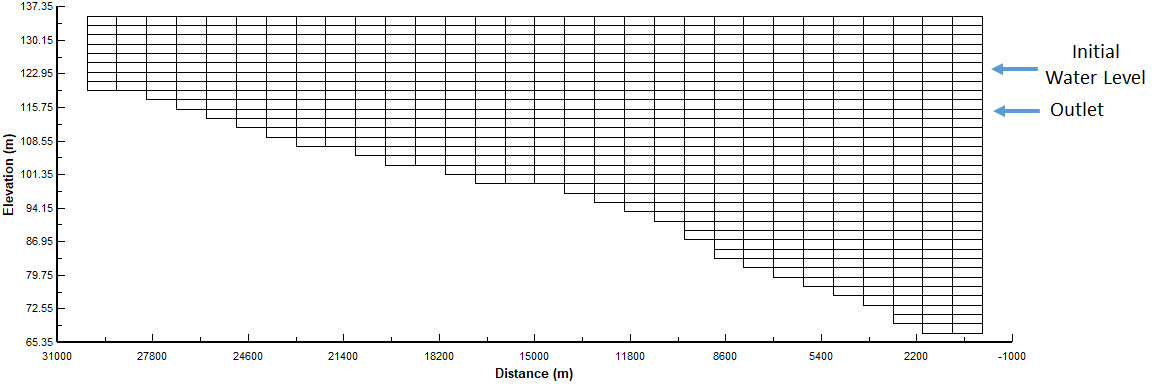 137.35
130.15
122.95
115.75
108.55
101.35
94.15
86.95
79.75
72.55
65.35
Elevation (m)
31000 27800 24600 21400 18200 15000 11800 8600 5400 2200 -1000
Distance (m)
Initial
Water Level
Outlet